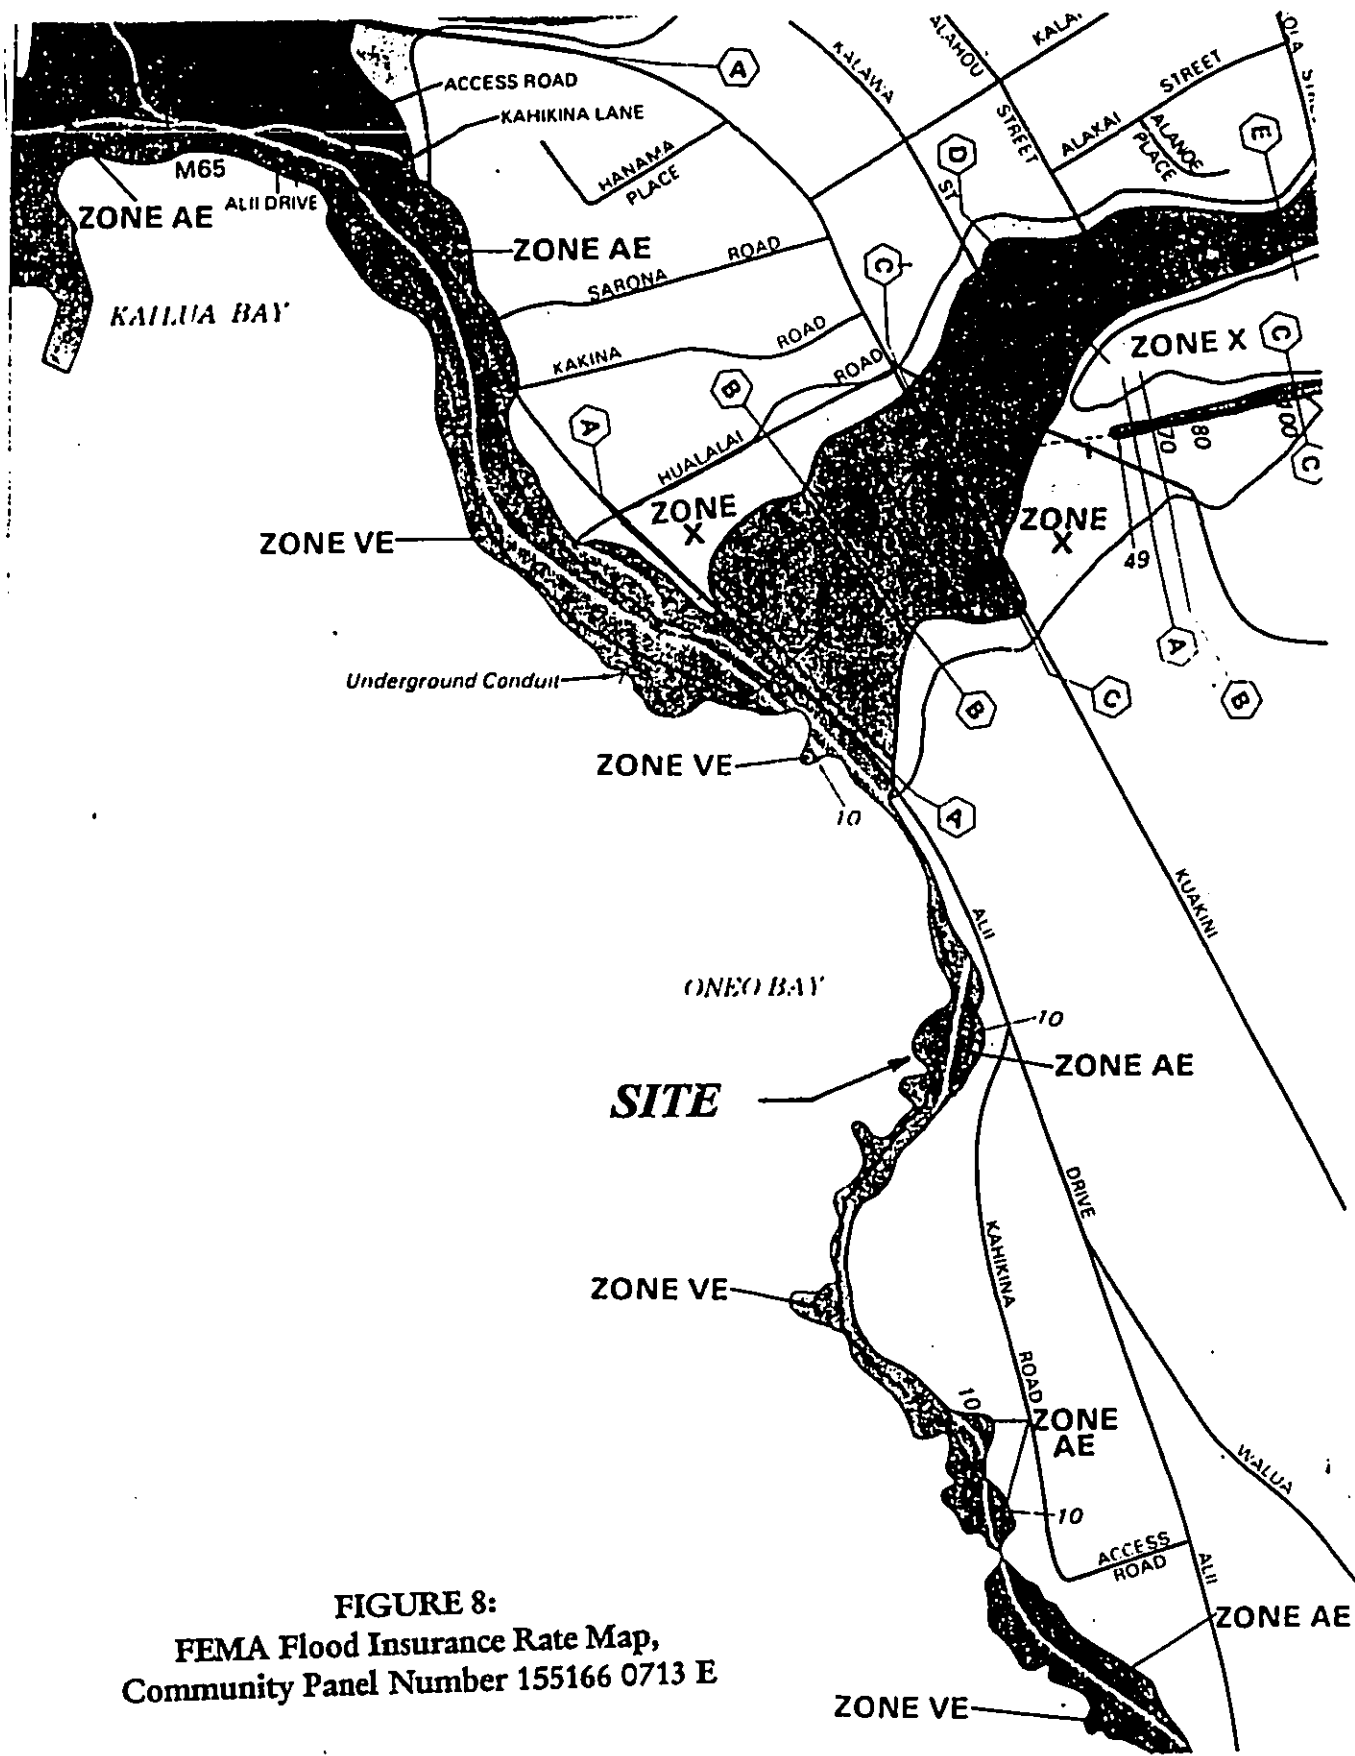 A
KALAWA
ST
ALAHOU
STREET
ALAKAI
STREET
ALANOE
PLACE
E
D
ACCESS ROAD
KAHIKINA LANE
HANAMA
PLACE
M65
ALII DRIVE
ZONE AE
ZONE AE
SARONA
ROAD
C
KAILUA BAY
KAKINA
ROAD
ROAD
B
A
HUALALAI
ZONE X
C
100
80
70
C
ZONE
X
ZONE
X
49
ZONE VE
A
B
Underground Conduit
B
C
ZONE VE
10
A
KUAKINI
ALII
ONEO BAY
10
ZONE AE
SITE
DRIVE
KAHIKINA
ROAD
ZONE VE
10
ZONE
AE
WALUA
10
ACCESS
ROAD
ALII
FIGURE 8:
FEMA Flood Insurance Rate Map,
Community Panel Number 155166 0713 E
ZONE AE
ZONE VE